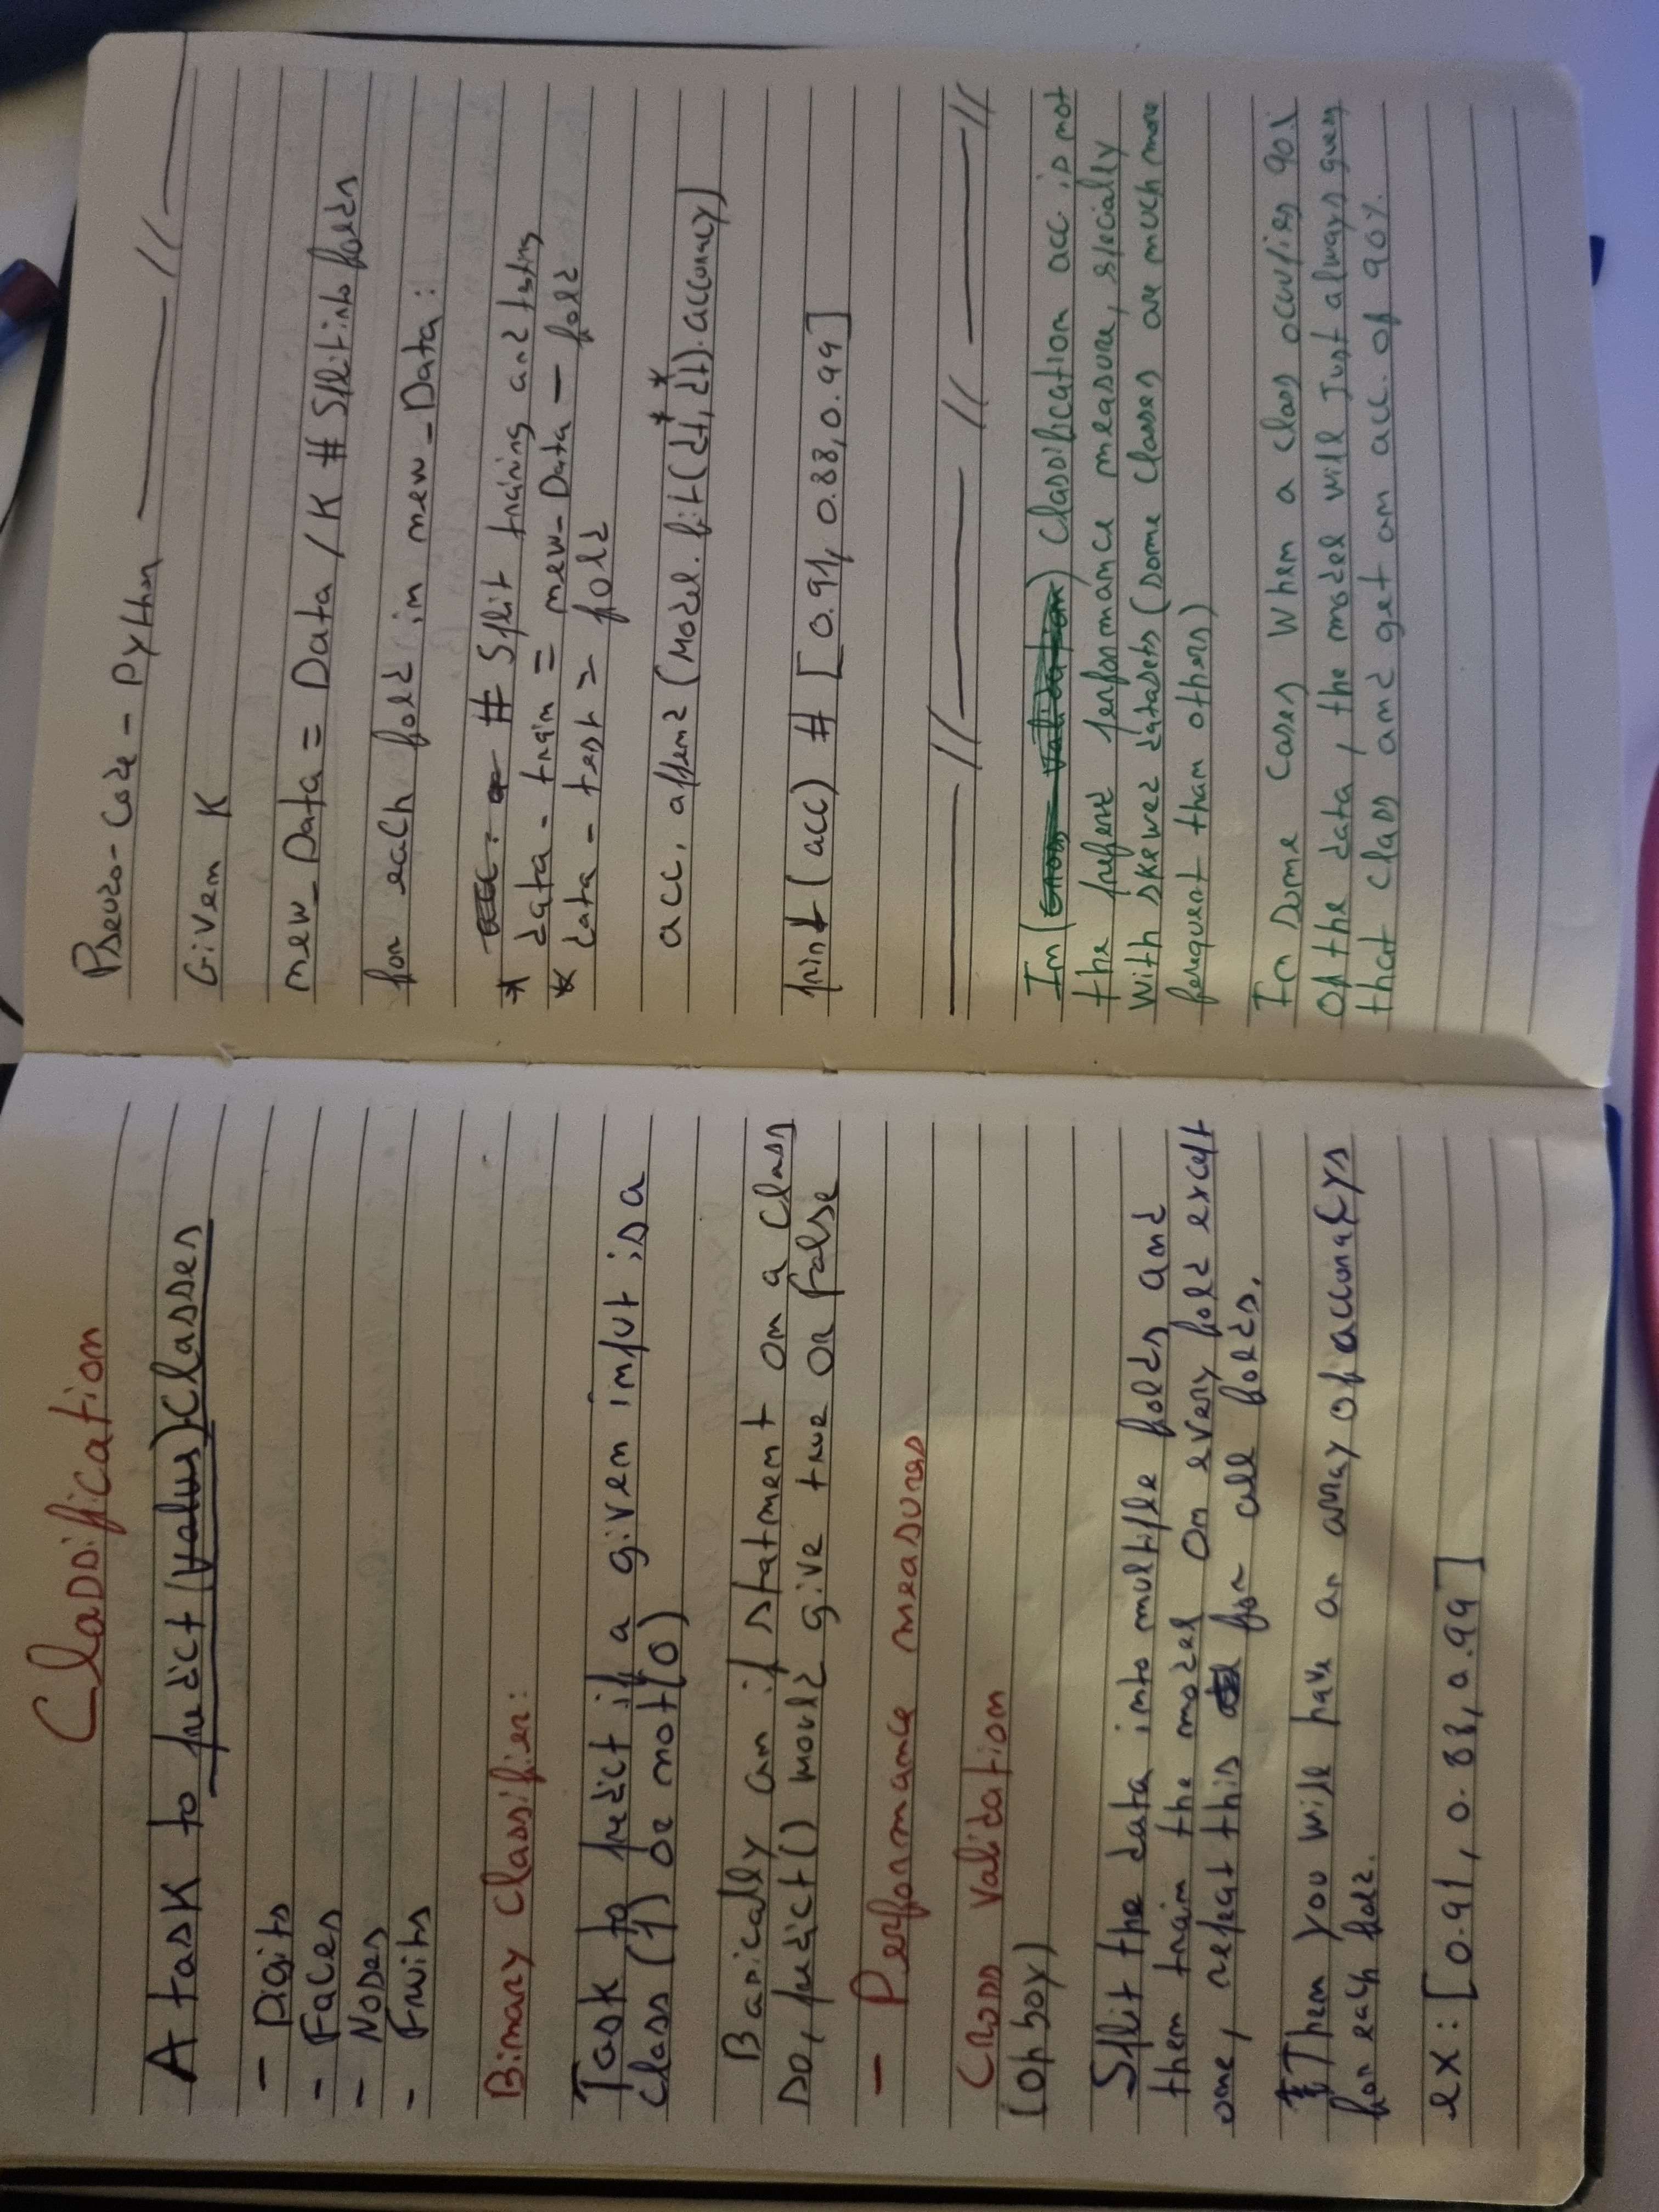 Classification
A task to predict (values) Classes
- Digits
- Faces
- Nodes
- Fruits
Binary Classifier:
Task to predict if a given input is a
class (1) or not (0)
Basically an if statment on a class
so, predict() would give true or false
- Performance measures
Cross validation
(Oh boy)
Split the data into multiple folds and
then train the model on every fold except
one, repeat this for all folds.
Then you will have an array of accuracys
for each fold.
ex: [0.91, 0.88, 0.99]
Pseudo-Code - Python ——— // ———
Given K
new_Data = Data / K # Split into folds
for each fold in new_Data:
# Split training and testing
* data_train = new_Data - fold
* data_test = fold
* *
acc. append (Model.fit(dt, dt).accuracy)
print (acc) # [0.91, 0.88, 0.99]
——— // ——— // ——— //
In (Cross validation) Classification acc. is not
the prefered performance measure, specially
with skewed datasets (some classes are much more
ferequent than others)
In some cases when a class occupies 90%
of the data, the model will Just always guess
that class and get an acc. of 90%.